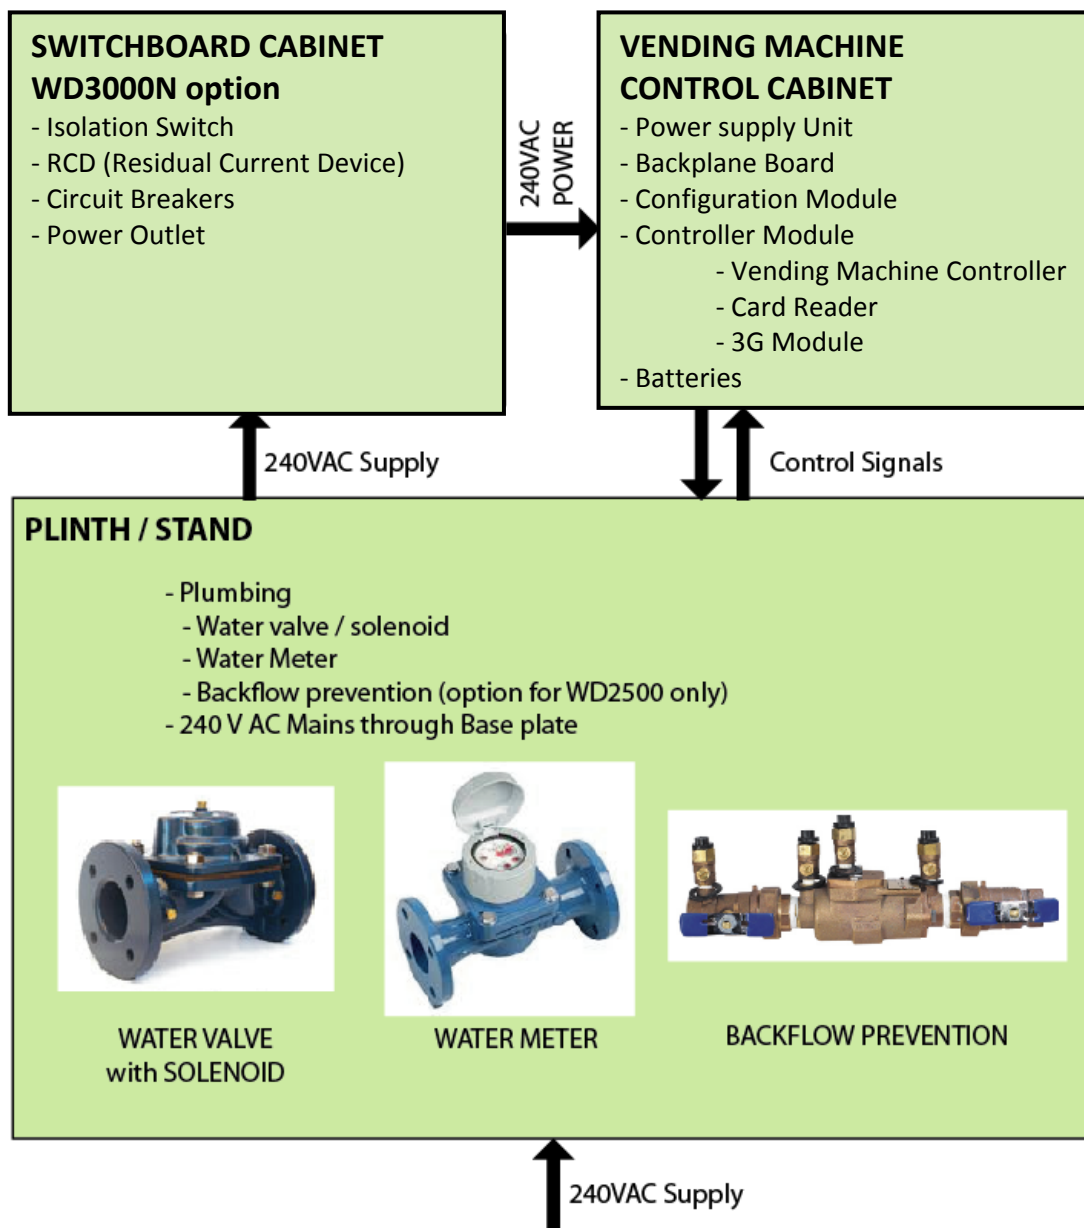 SWITCHBOARD CABINET
WD3000N option
- Isolation Switch
- RCD (Residual Current Device)
- Circuit Breakers
- Power Outlet
240VAC
POWER
VENDING MACHINE
CONTROL CABINET
- Power supply Unit
- Backplane Board
- Configuration Module
- Controller Module
- Vending Machine Controller
- Card Reader
- 3G Module
- Batteries
240VAC Supply
Control Signals
PLINTH / STAND
- Plumbing
- Water valve / solenoid
- Water Meter
- Backflow prevention (option for WD2500 only)
- 240 V AC Mains through Base plate
WATER VALVE
with SOLENOID
WATER METER
BACKFLOW PREVENTION
240VAC Supply